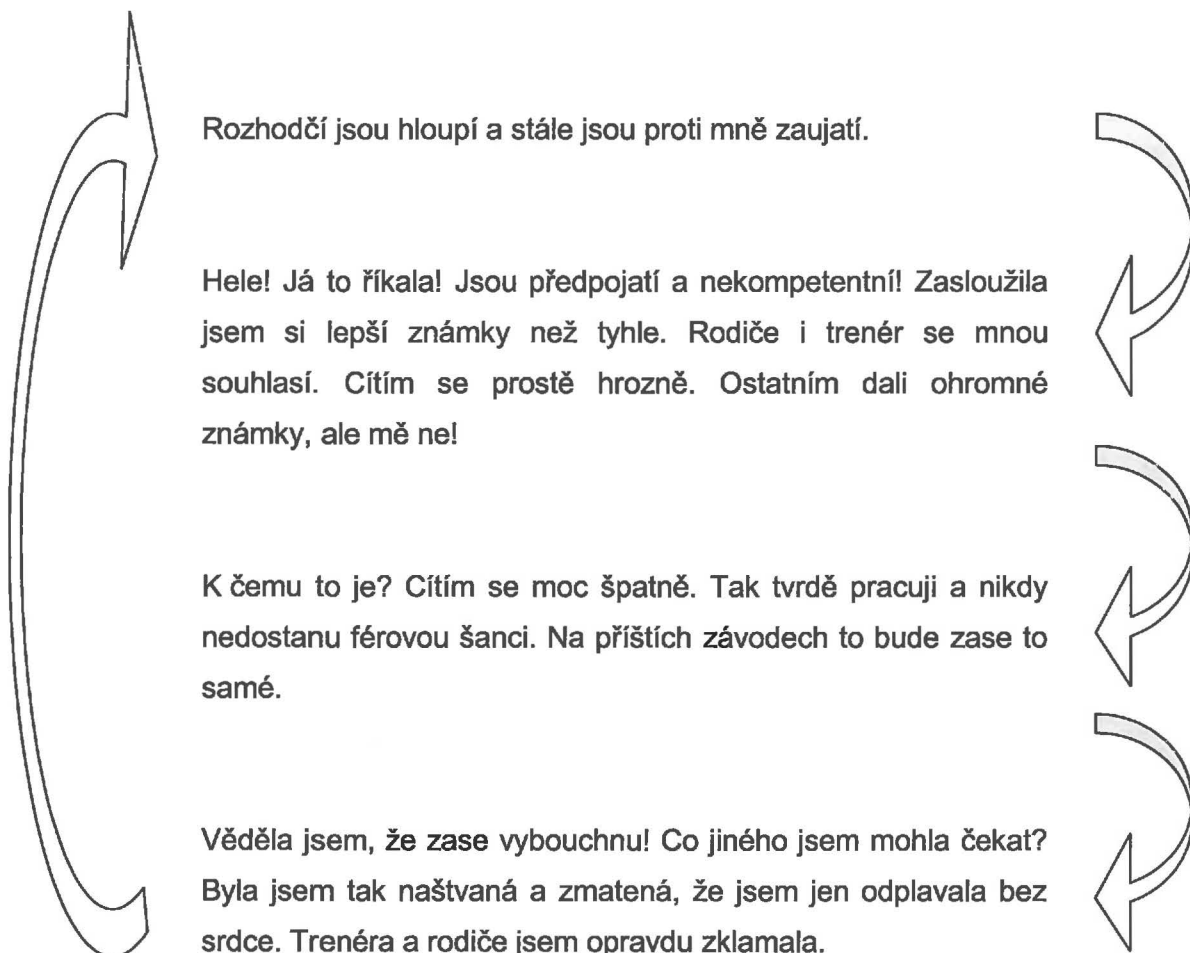 Rozhodčí jsou hloupí a stále jsou proti mně zaujatí.
Hele! Já to říkala! Jsou předpojatí a nekompetentní! Zasloužila
jsem si lepší známky než tyhle. Rodiče i trenér se mnou
souhlasí. Cítím se prostě hrozně. Ostatním dali ohromné
známky, ale mě ne!
K čemu to je? Cítím se moc špatně. Tak tvrdě pracuji a nikdy
nedostanu férovou šanci. Na příštích závodech to bude zase to
samé.
Věděla jsem, že zase vybouchnu! Co jiného jsem mohla čekat?
Byla jsem tak naštvaná a zmatená, že jsem jen odplavala bez
srdce. Trenéra a rodiče jsem opravdu zklamala.